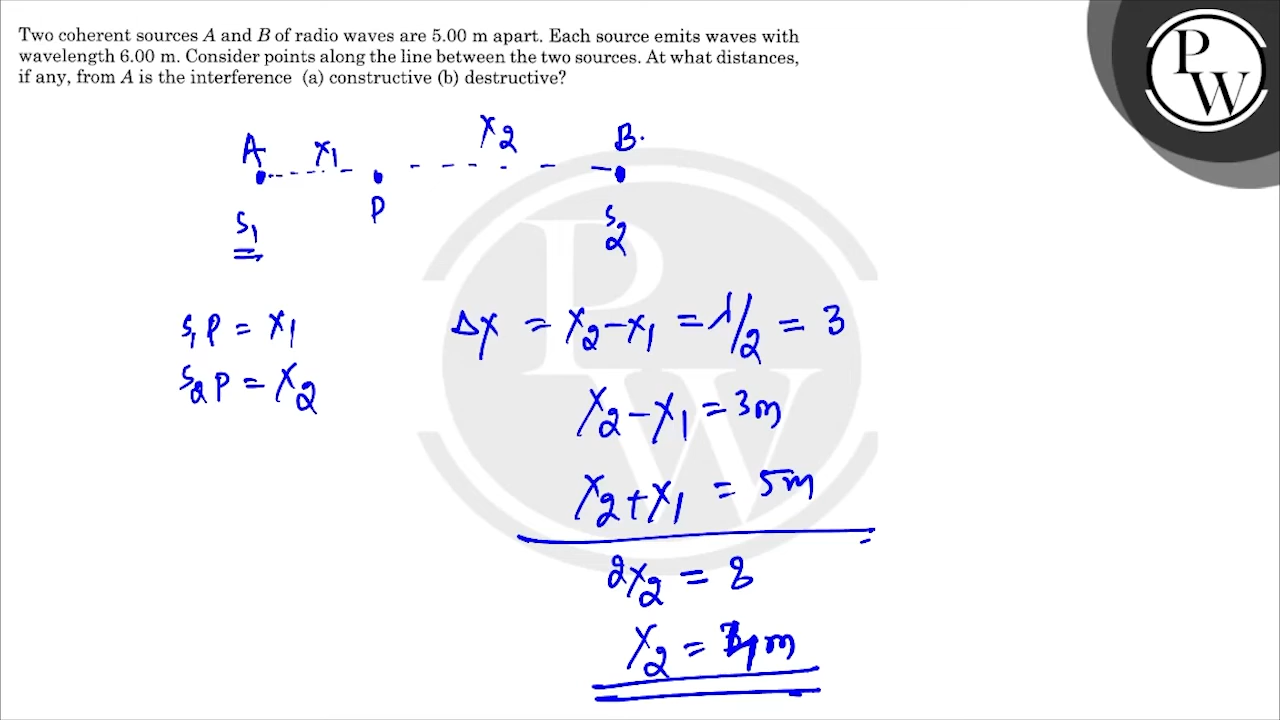 Two coherent sources A and B of radio waves are 5.00 m apart. Each source emits waves with
wavelength 6.00 m. Consider points along the line between the two sources. At what distances,
if any, from A is the interference (a) constructive (b) destructive?
P
W
A x₁ x₂ B.
P
S₁ S₂
S₁P = x₁
S₂P = x₂
Δx = x₂-x₁ = λ/2 = 3
x₂-x₁ = 3m
x₂+x₁ = 5m
2x₂ = 8
x₂ = 4m
P
W